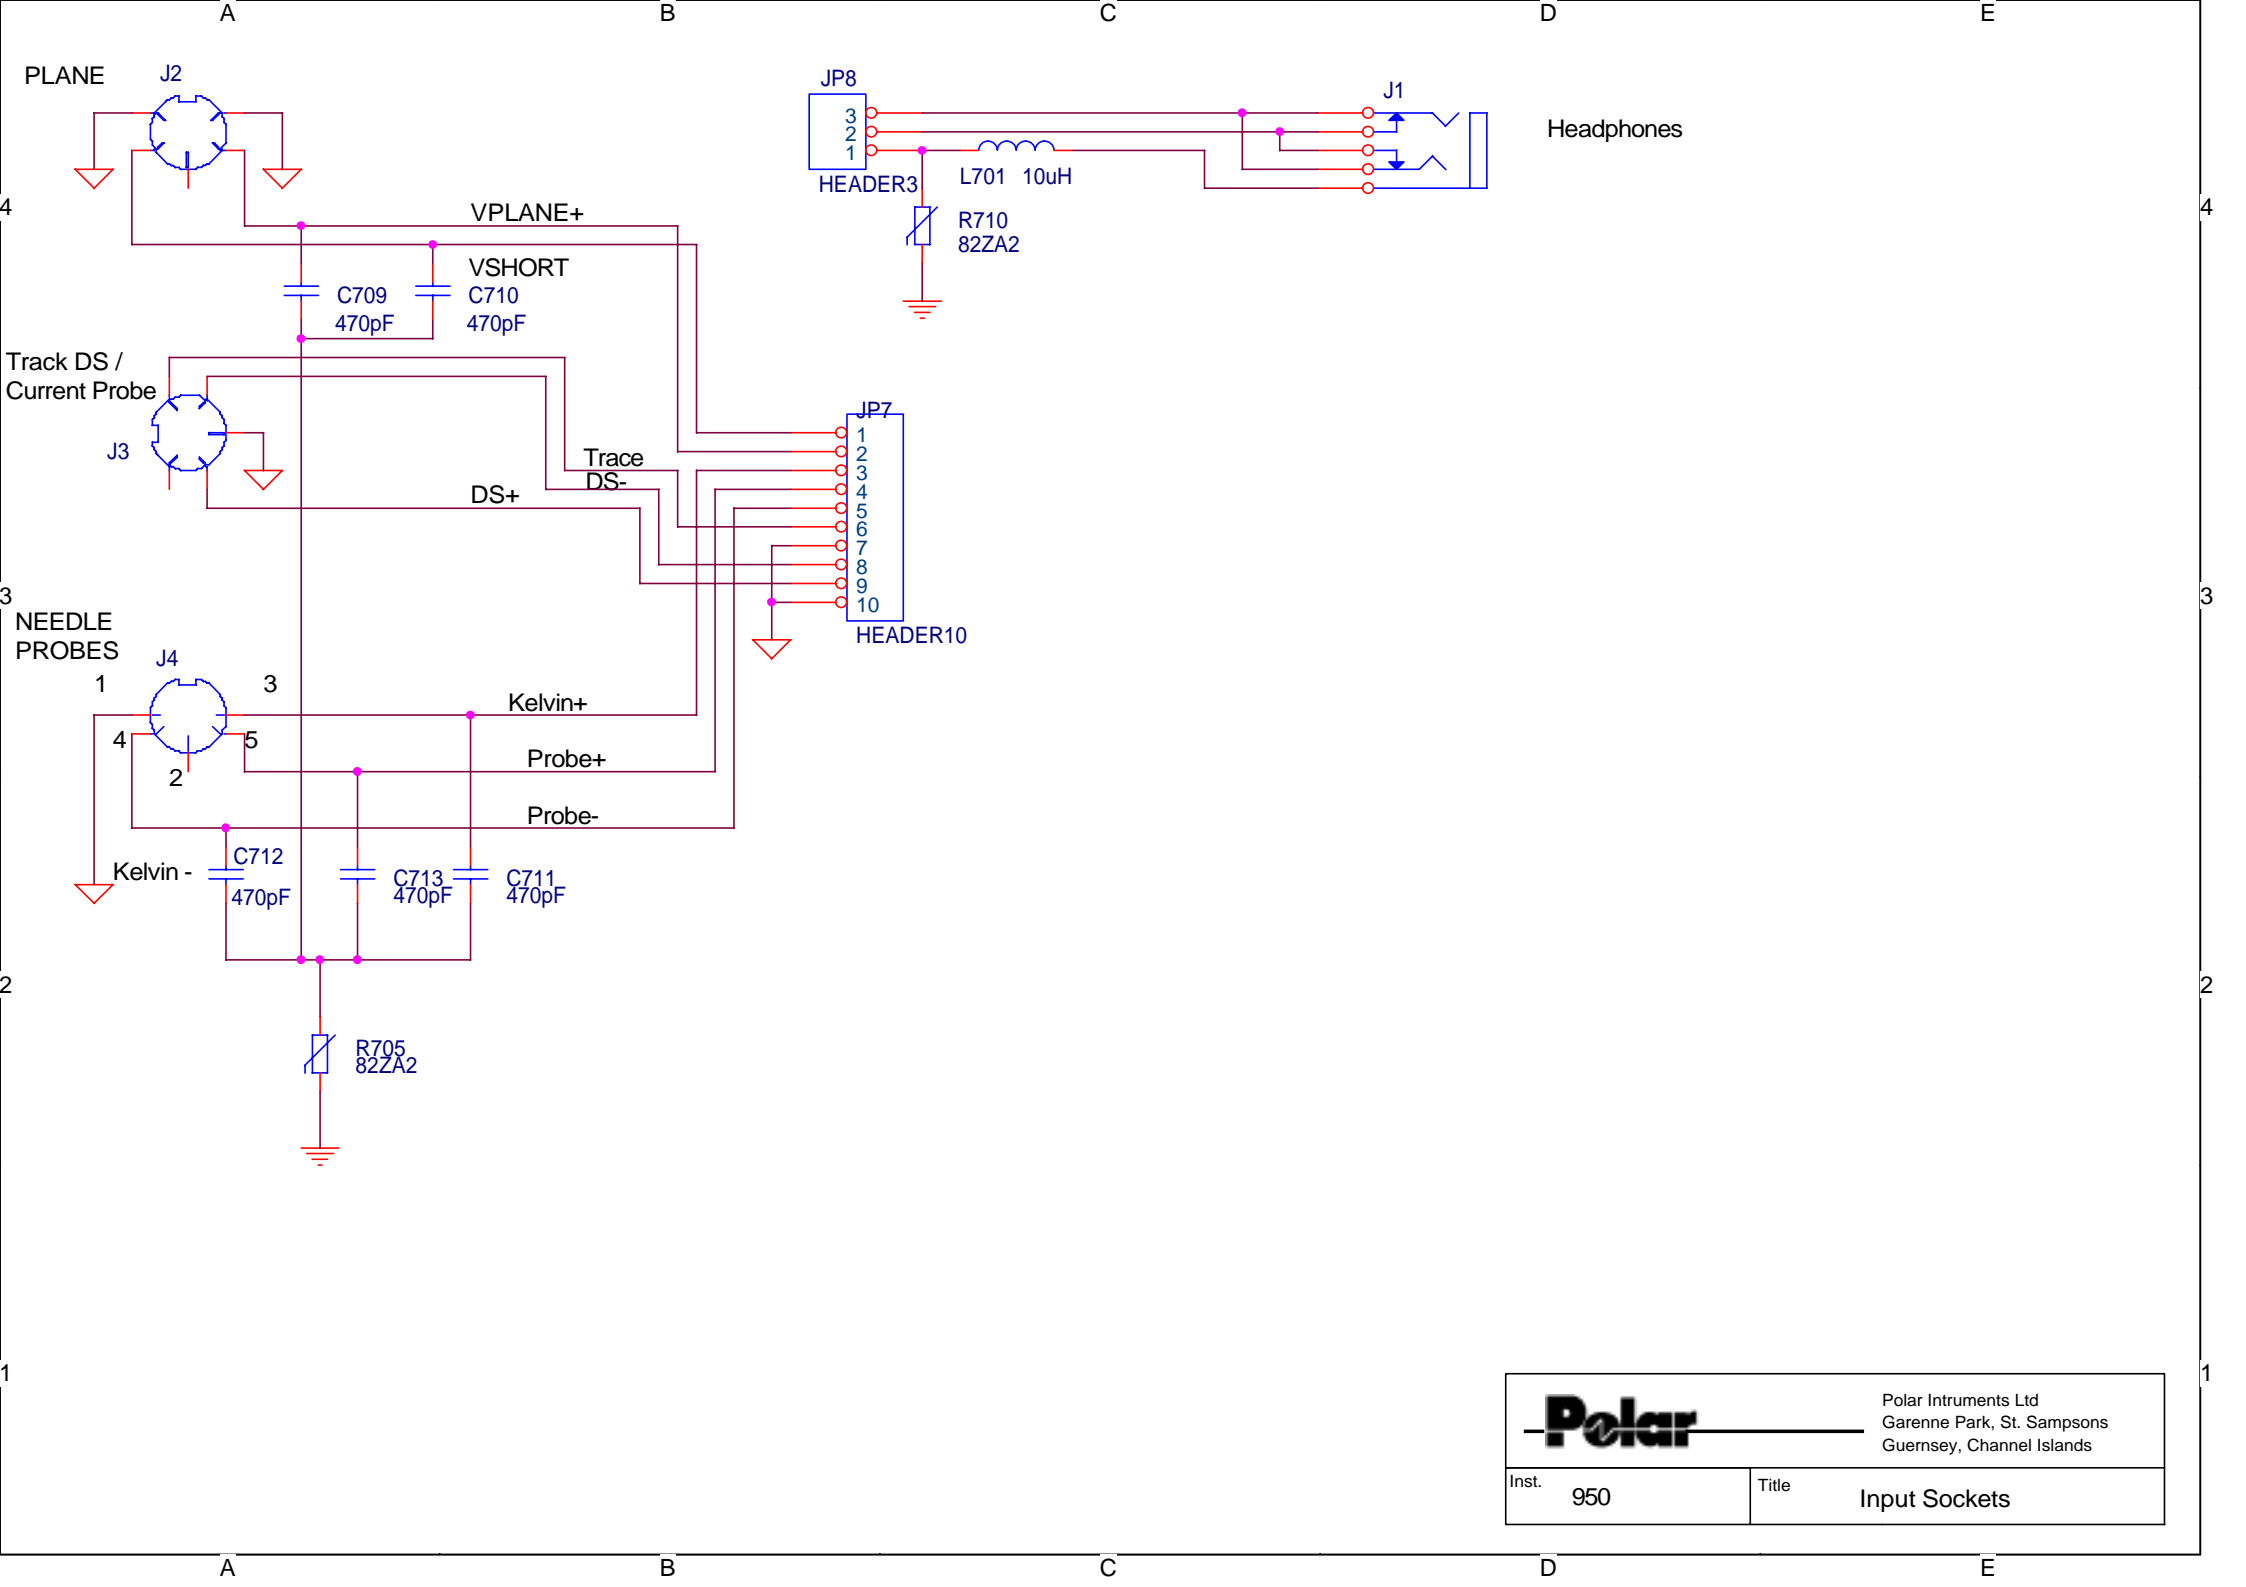 A B C D E
PLANE
J2
JP8
3
2
1
HEADER3
L701 10uH
R710
82ZA2
J1
Headphones
4
4
VPLANE+
VSHORT
C709
470pF
C710
470pF
Track DS /
Current Probe
J3
Trace
DS-
DS+
JP7
1
2
3
4
5
6
7
8
9
10
HEADER10
3
3
NEEDLE
PROBES
J4
1
3
4
5
2
Kelvin+
Probe+
Probe-
Kelvin -
C712
470pF
C713
470pF
C711
470pF
2
2
R705
82ZA2
1
1
Polar
Polar Intruments Ltd
Garenne Park, St. Sampsons
Guernsey, Channel Islands
Inst. 950
Title Input Sockets
A B C D E